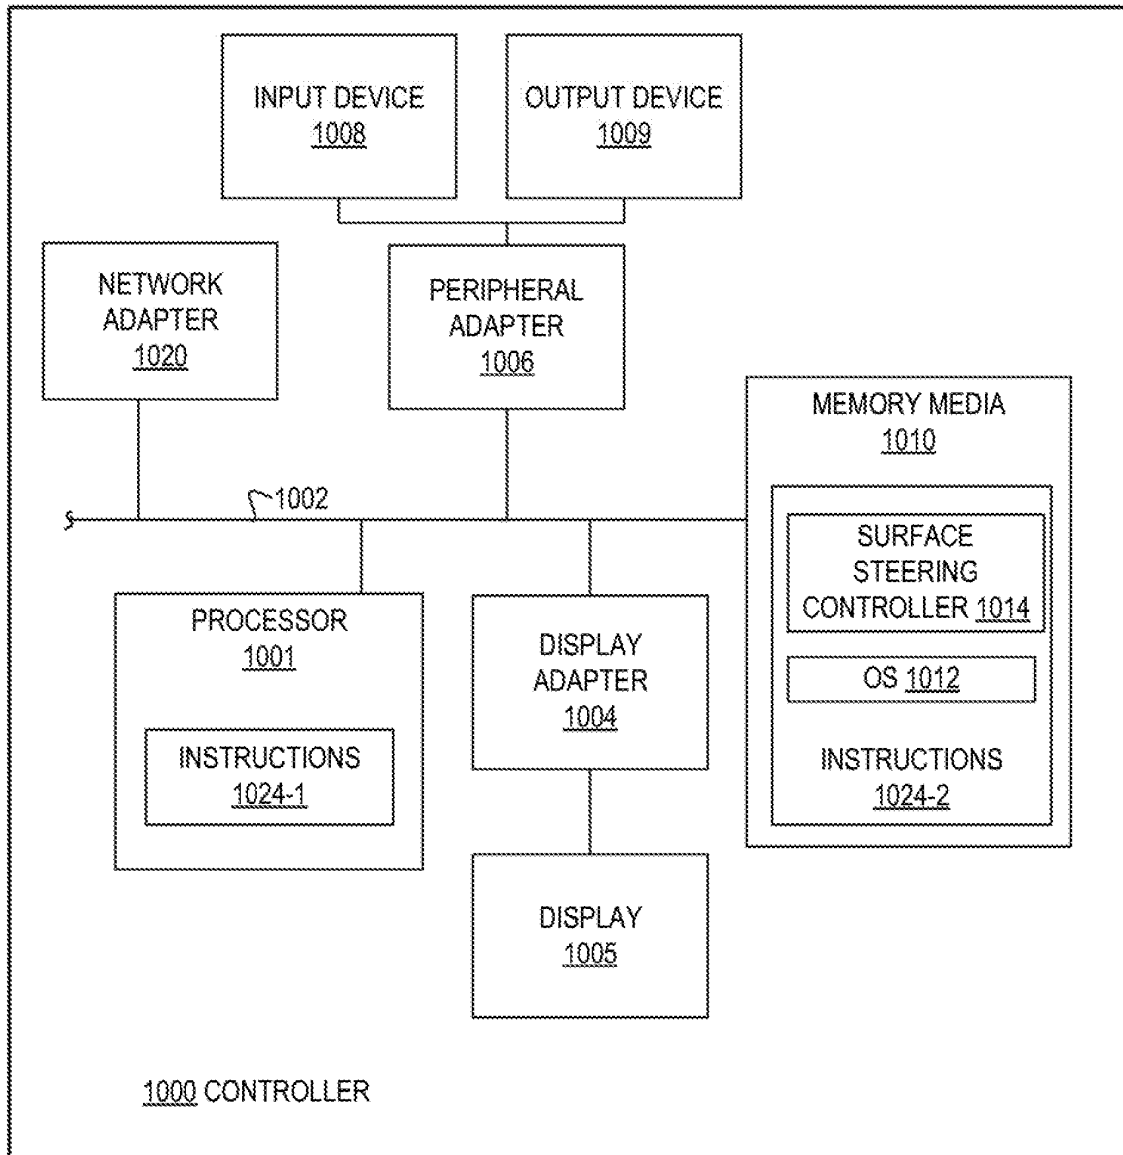 INPUT DEVICE
1008
OUTPUT DEVICE
1009
NETWORK
ADAPTER
1020
PERIPHERAL
ADAPTER
1006
MEMORY MEDIA
1010
1002
SURFACE
STEERING
CONTROLLER 1014
OS 1012
INSTRUCTIONS
1024-2
PROCESSOR
1001
INSTRUCTIONS
1024-1
DISPLAY
ADAPTER
1004
DISPLAY
1005
1000 CONTROLLER